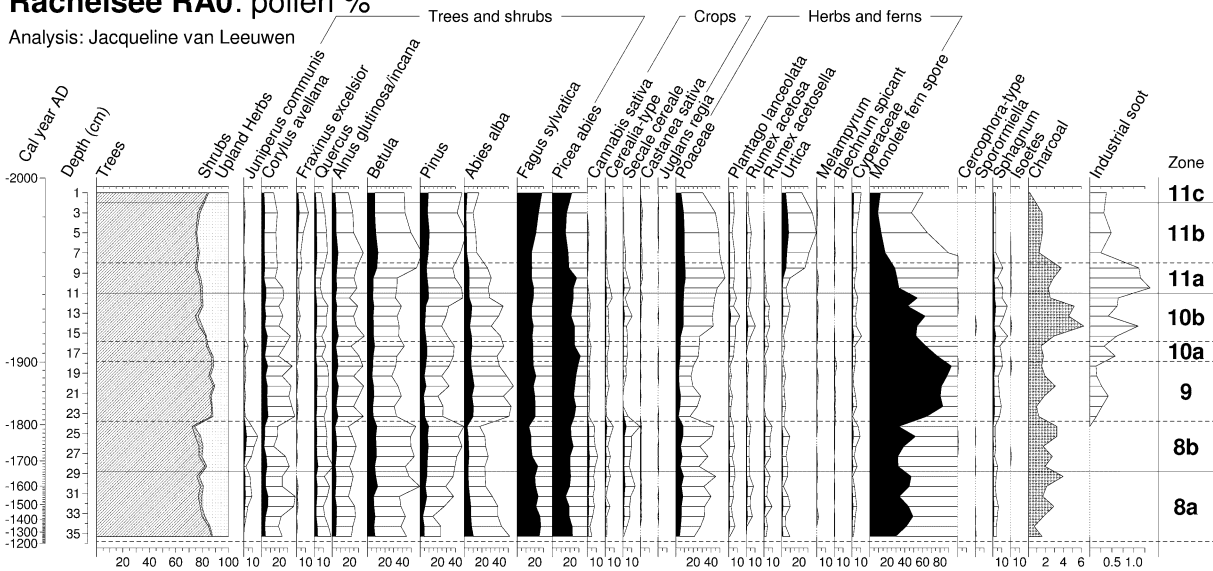 Rachelsee RA0: pollen %
Analysis: Jacqueline van Leeuwen
Trees and shrubs
Crops
Herbs and ferns
Cal year AD
Depth (cm)
Trees
Shrubs
Upland Herbs
Juniperus communis
Corylus avellana
Fraxinus excelsior
Quercus
Alnus glutinosa/incana
Betula
Pinus
Abies alba
Fagus sylvatica
Picea abies
Cannabis sativa
Cerealia-type
Secale cereale
Castanea sativa
Juglans regia
Poaceae
Plantago lanceolata
Rumex acetosa
Rumex acetosella
Urtica
Melampyrum
Blechnum spicant
Cyperaceae
Monolete fern spore
Cercophora-type
Sporormiella
Sphagnum
Isoetes
Charcoal
Industrial soot
Zone
-2000
-1900
-1800
-1700
-1600
-1500
-1400
-1300
-1200
1
3
5
7
9
11
13
15
17
19
21
23
25
27
29
31
33
35
11c
11b
11a
10b
10a
9
8b
8a
20 40 60 80 100 10 10 20 10 10 20 20 40 20 40 20 40 20 20 10 10 10 20 40 10 10 10 10 10 10 10 20 40 60 80 10 10 10 10 2 4 6 0.5 1.0